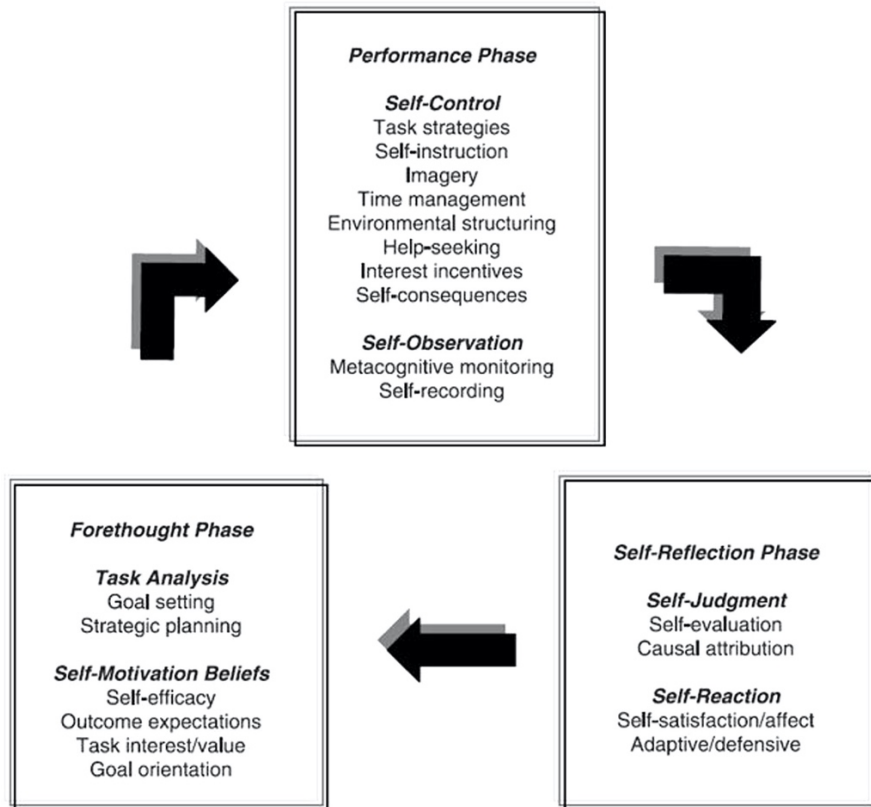 Performance Phase
Self-Control
Task strategies
Self-instruction
Imagery
Time management
Environmental structuring
Help-seeking
Interest incentives
Self-consequences
Self-Observation
Metacognitive monitoring
Self-recording
Forethought Phase
Task Analysis
Goal setting
Strategic planning
Self-Motivation Beliefs
Self-efficacy
Outcome expectations
Task interest/value
Goal orientation
Self-Reflection Phase
Self-Judgment
Self-evaluation
Causal attribution
Self-Reaction
Self-satisfaction/affect
Adaptive/defensive